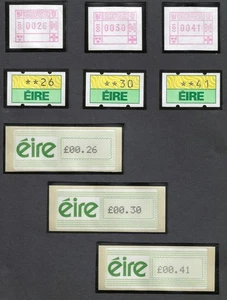 0026
0030
0041
**26
ÉIRE
**30
ÉIRE
**41
ÉIRE
éire £00.26
éire £00.30
éire £00.41